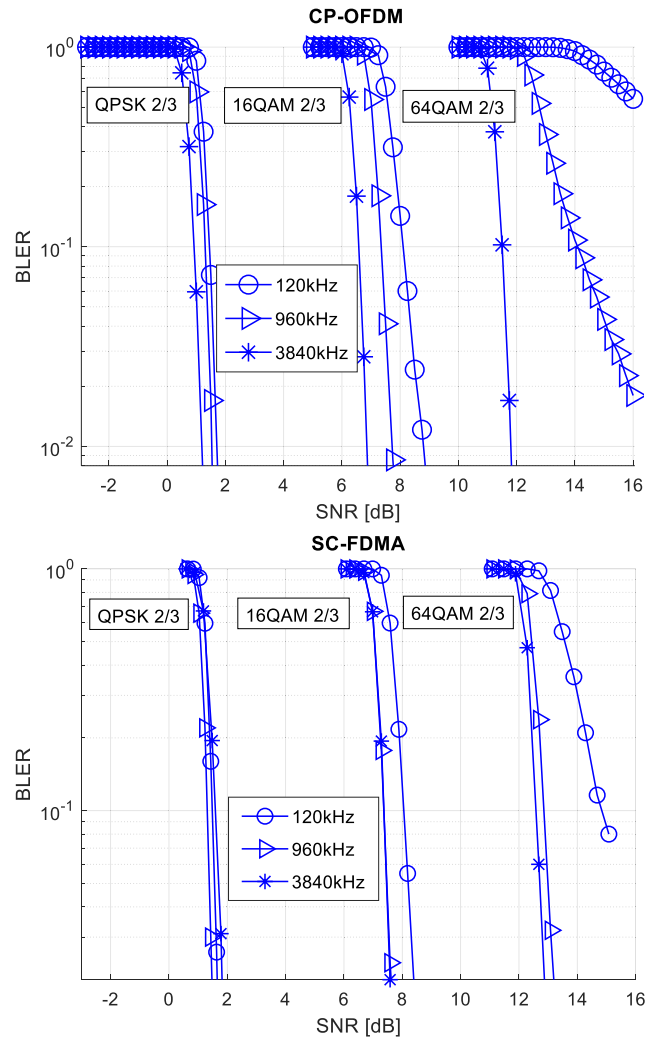 CP-OFDM
10^0
QPSK 2/3
16QAM 2/3
64QAM 2/3
BLER
10^-1
120kHz
960kHz
3840kHz
10^-2
-2 0 2 4 6 8 10 12 14 16
SNR [dB]
SC-FDMA
10^0
QPSK 2/3
16QAM 2/3
64QAM 2/3
BLER
10^-1
120kHz
960kHz
3840kHz
-2 0 2 4 6 8 10 12 14 16
SNR [dB]